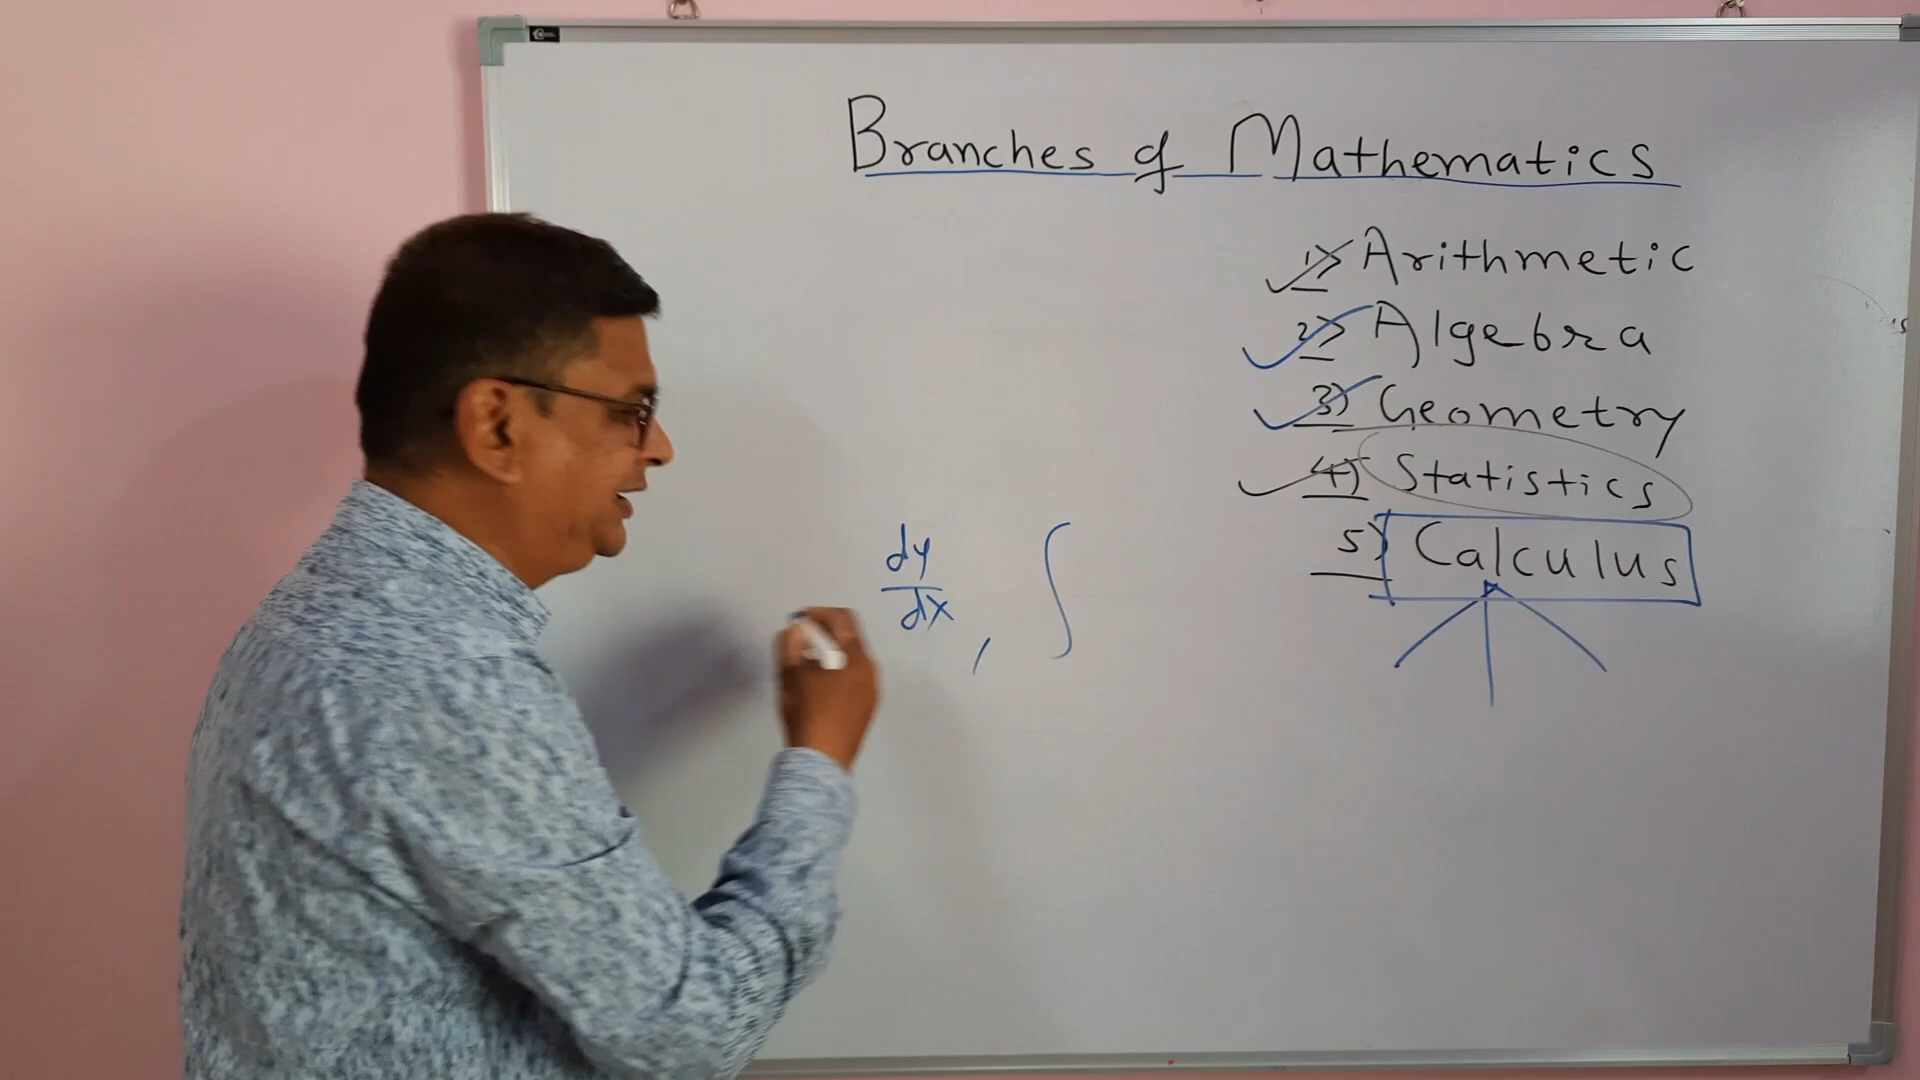 Branches of Mathematics
1) Arithmetic
2) Algebra
3) Geometry
4) Statistics
5) Calculus
dy/dx, ∫